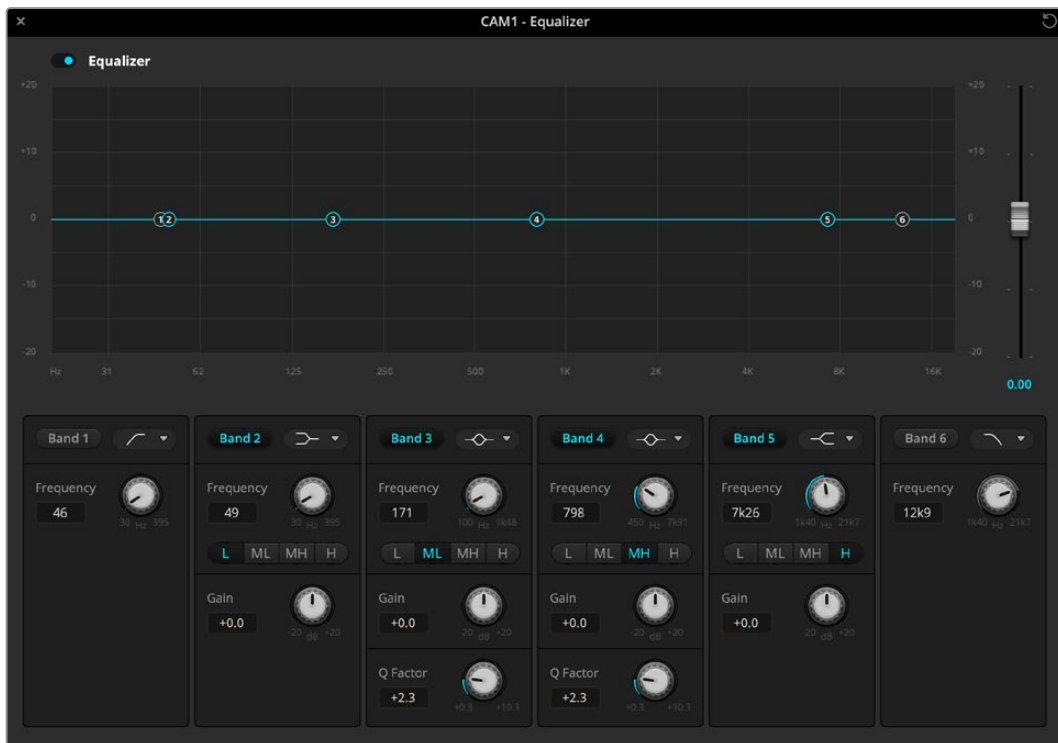 CAM1 - Equalizer
Equalizer
+20 +20
+10 +10
0 0
-10 -10
-20 -20
1 2 3 4 5 6
Hz 31 62 125 250 500 1K 2K 4K 8K 16K
0.00
Band 1 Band 2 Band 3 Band 4 Band 5 Band 6
Frequency Frequency Frequency Frequency Frequency Frequency
46 49 171 798 7k26 12k9
30 Hz 395 30 Hz 395 100 Hz 1k48 450 Hz 7k91 1k40 Hz 21k7 1k40 Hz 21k7
L ML MH H L ML MH H L ML MH H L ML MH H
Gain Gain Gain Gain
+0.0 +0.0 +0.0 +0.0
-20 dB +20 -20 dB +20 -20 dB +20 -20 dB +20
Q Factor Q Factor
+2.3 +2.3
+0.3 +10.3 +0.3 +10.3